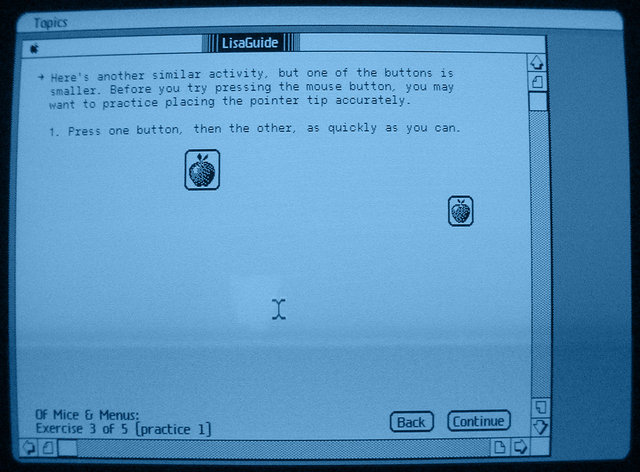 Topics
LisaGuide
→ Here's another similar activity, but one of the buttons is
smaller. Before you try pressing the mouse button, you may
want to practice placing the pointer tip accurately.
1. Press one button, then the other, as quickly as you can.
Of Mice & Menus:
Exercise 3 of 5 [practice 1]
Back Continue